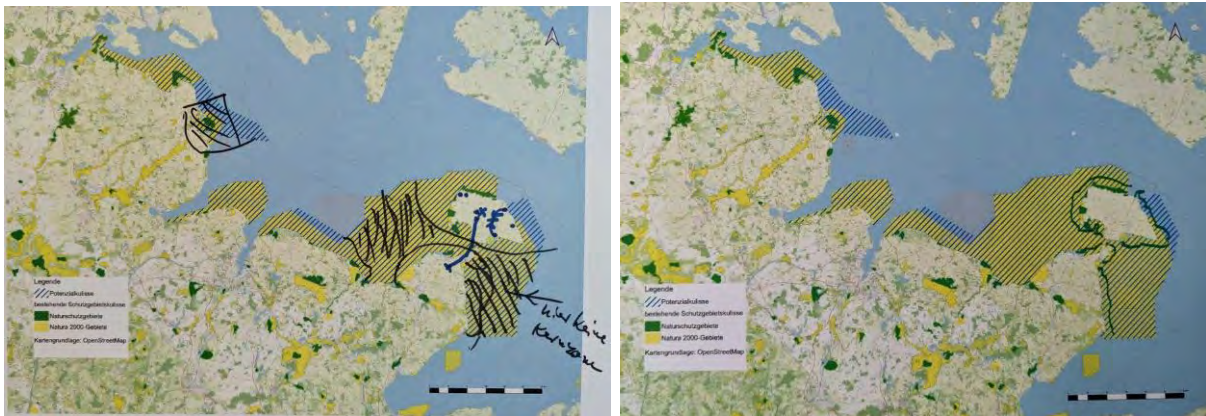 Legende
Potenzialkulisse
bestehende Schutzgebietskulisse
Naturschutzgebiete
Natura 2000-Gebiete
Kartengrundlage: OpenStreetMap
hier keine
Kernzone
Legende
Potenzialkulisse
bestehende Schutzgebietskulisse
Naturschutzgebiete
Natura 2000-Gebiete
Kartengrundlage: OpenStreetMap